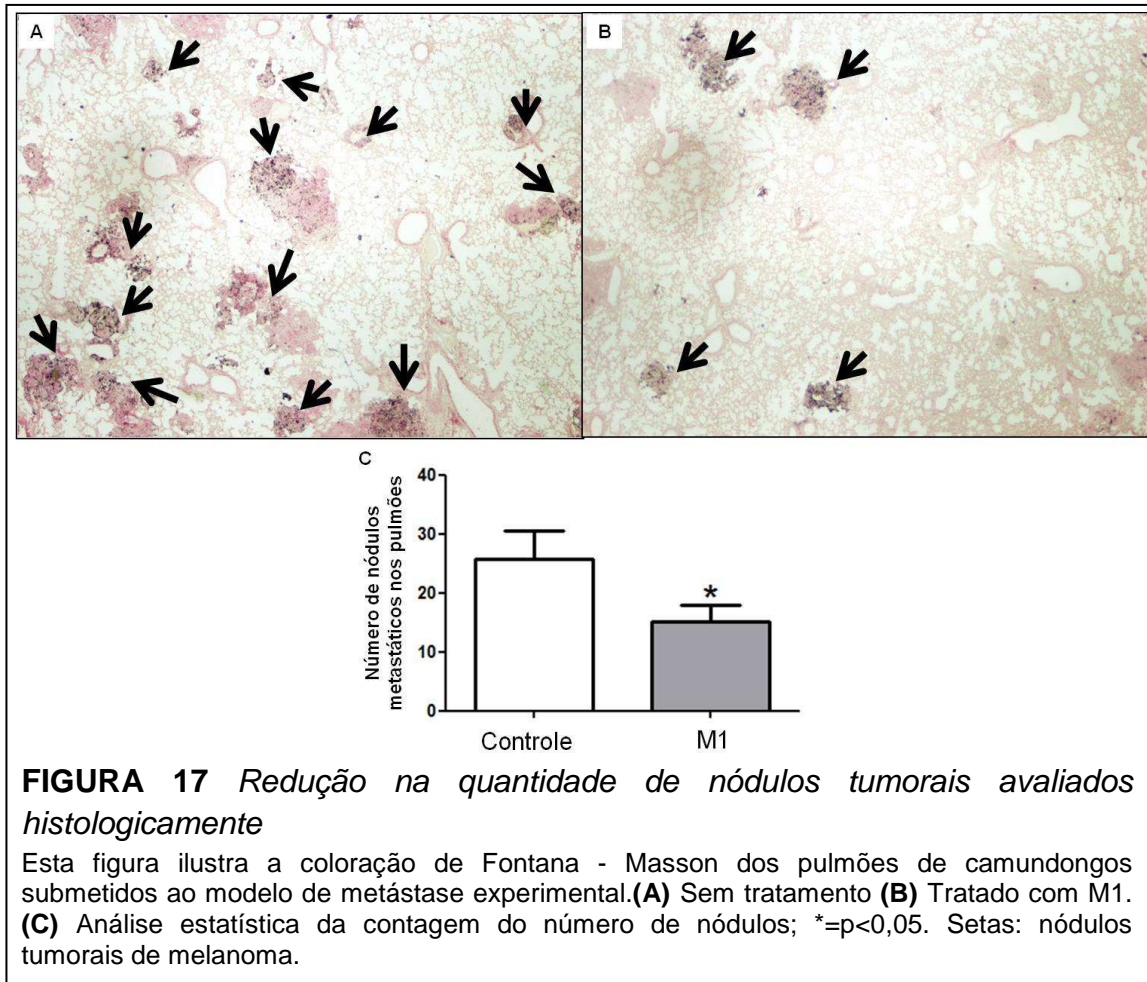 A
B
C
Número de nódulos
metastáticos nos pulmões
40
30
20
10
0
*
Controle
M1
FIGURA 17 Redução na quantidade de nódulos tumorais avaliados
histologicamente
Esta figura ilustra a coloração de Fontana - Masson dos pulmões de camundongos
submetidos ao modelo de metástase experimental.(A) Sem tratamento (B) Tratado com M1.
(C) Análise estatística da contagem do número de nódulos; *=p<0,05. Setas: nódulos
tumorais de melanoma.